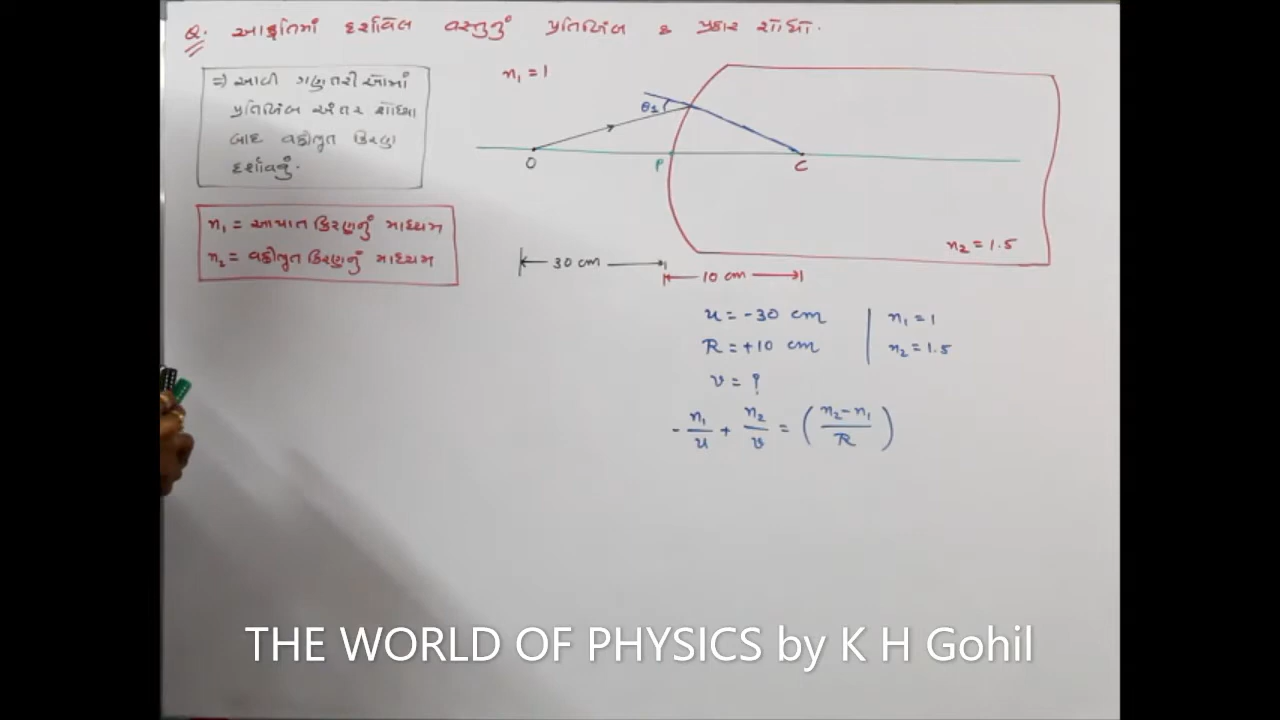 Q. આકૃતિમાં દર્શાવેલ વસ્તુનું પ્રતિબિંબ & પ્રકાર શોધો.
⇒ આવી ગણતરીઓમાં
પ્રતિબિંબ અંતર શોધ્યા
બાદ વક્રીભૂત કિરણ
દર્શાવવું.
n₁ = આપાત કિરણનું માધ્યમ
n₂ = વક્રીભૂત કિરણનું માધ્યમ
n₁ = 1
θ₁
O
P
C
n₂ = 1.5
30 cm
10 cm
u = -30 cm | n₁ = 1
R = +10 cm | n₂ = 1.5
v = ?
- n₁/u + n₂/v = ( n₂ - n₁ / R )
THE WORLD OF PHYSICS by K H Gohil